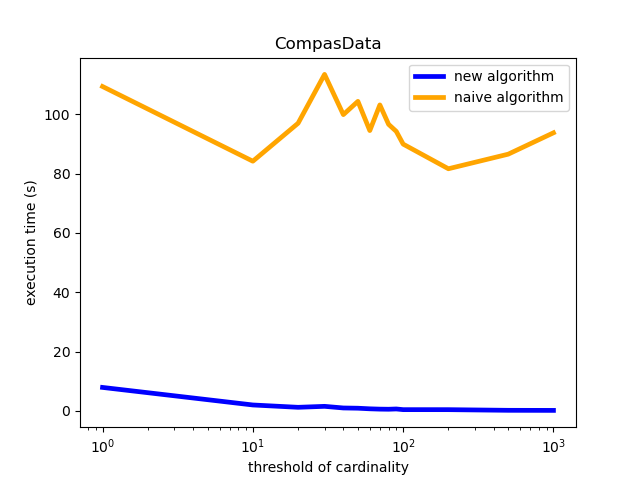 CompasData
new algorithm
naive algorithm
execution time (s)
100
80
60
40
20
0
10⁰ 10¹ 10² 10³
threshold of cardinality